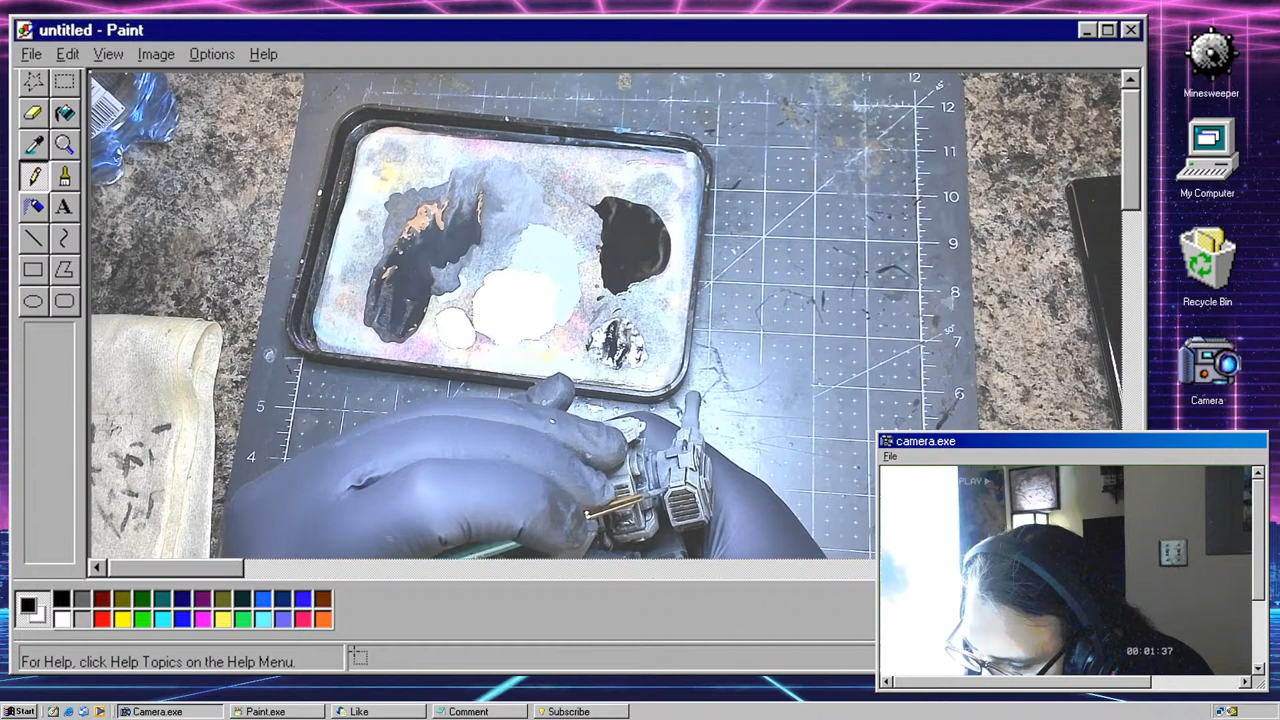 untitled - Paint
File Edit View Image Options Help
12
11
10
9
8
7
6
5
4
Minesweeper
My Computer
Recycle Bin
Camera
camera.exe
File
PLAY
00:01:37
For Help, click Help Topics on the Help Menu.
Start Camera.exe Paint.exe Like Comment Subscribe